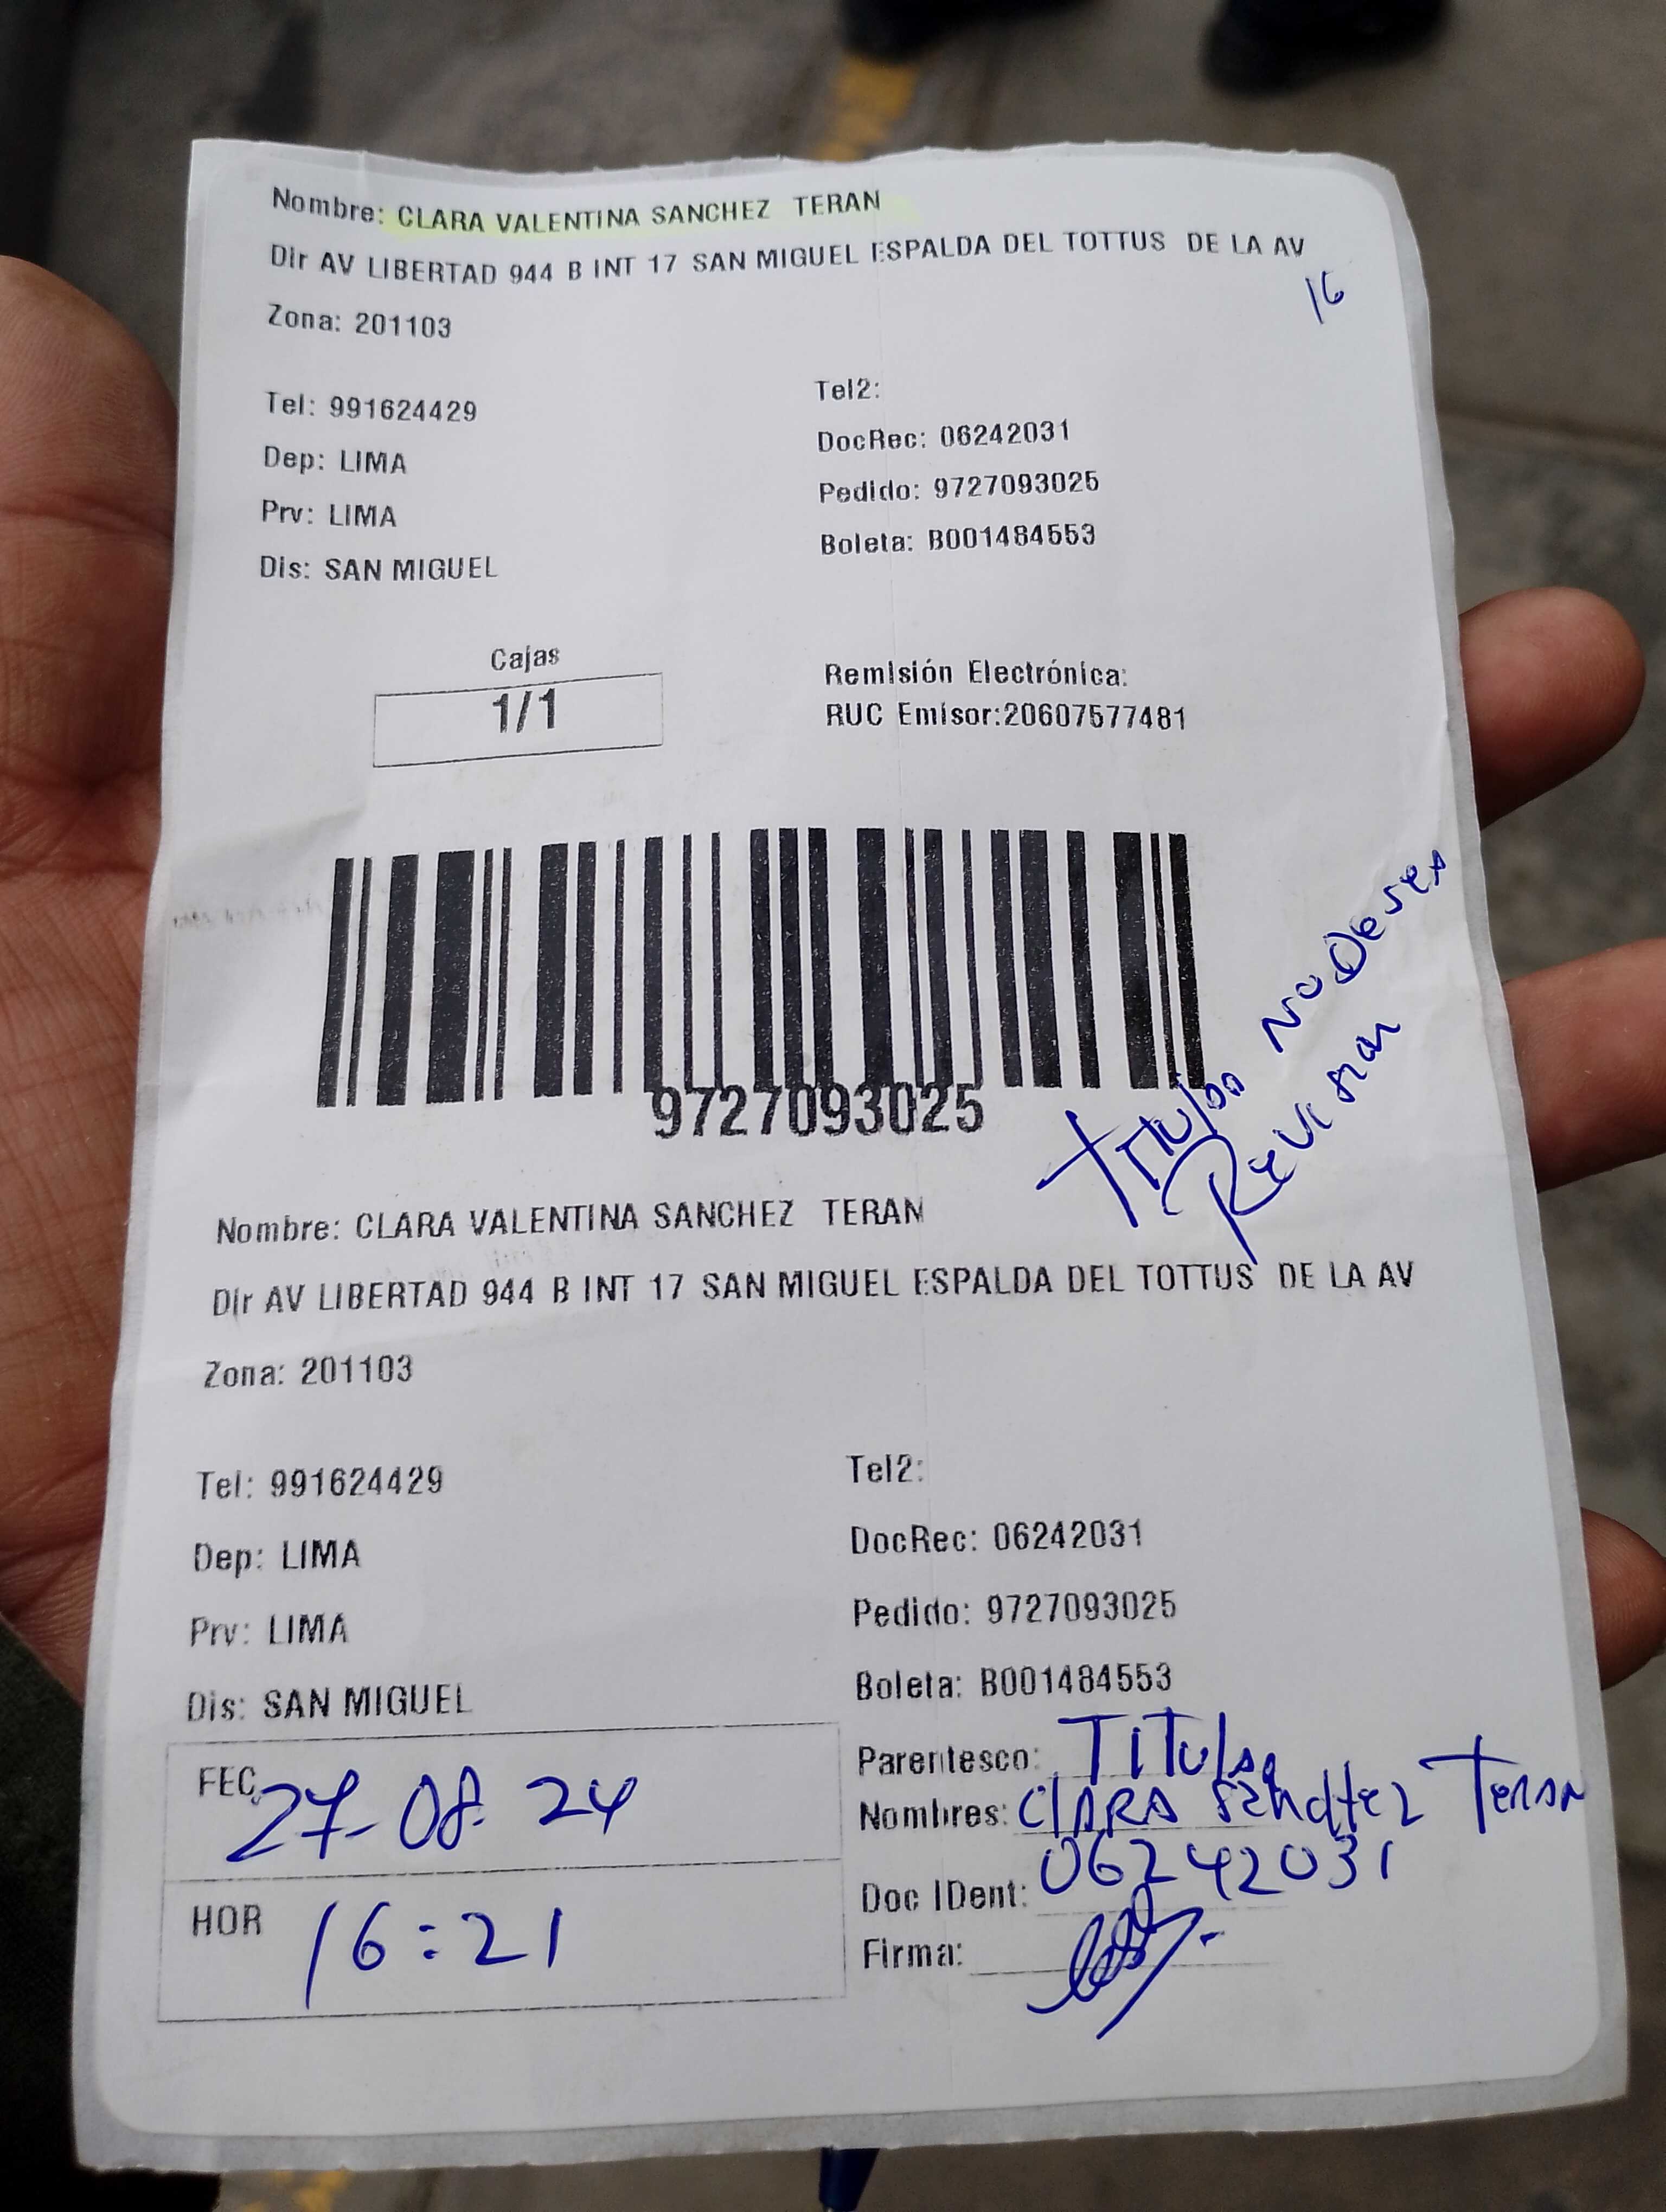 Nombre: CLARA VALENTINA SANCHEZ TERAN
Dir AV LIBERTAD 944 B INT 17 SAN MIGUEL ESPALDA DEL TOTTUS DE LA AV
16
Zona: 201103
Tel: 991624429
Tel2:
Dep: LIMA
DocRec: 06242031
Prv: LIMA
Pedido: 9727093025
Dis: SAN MIGUEL
Boleta: B001484553
Cajas
1/1
Remisión Electrónica:
RUC Emisor:20607577481
9727093025
Titular No Desea
Revisar
Nombre: CLARA VALENTINA SANCHEZ TERAN
Dir AV LIBERTAD 944 B INT 17 SAN MIGUEL ESPALDA DEL TOTTUS DE LA AV
Zona: 201103
Tel: 991624429
Tel2:
Dep: LIMA
DocRec: 06242031
Prv: LIMA
Pedido: 9727093025
Dis: SAN MIGUEL
Boleta: B001484553
FEC 27-08-24
HOR 16:21
Parentesco: Titular
Nombres: CLARA Sanchez Teran
Doc IDent: 06242031
Firma: